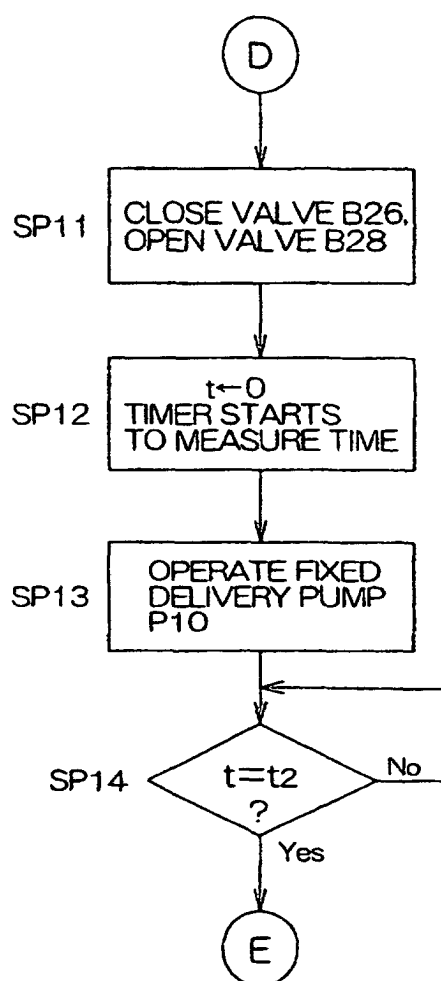 D
SP11
CLOSE VALVE B26,
OPEN VALVE B28
SP12
t←0
TIMER STARTS
TO MEASURE TIME
SP13
OPERATE FIXED
DELIVERY PUMP
P10
SP14
t=t2
?
No
Yes
E